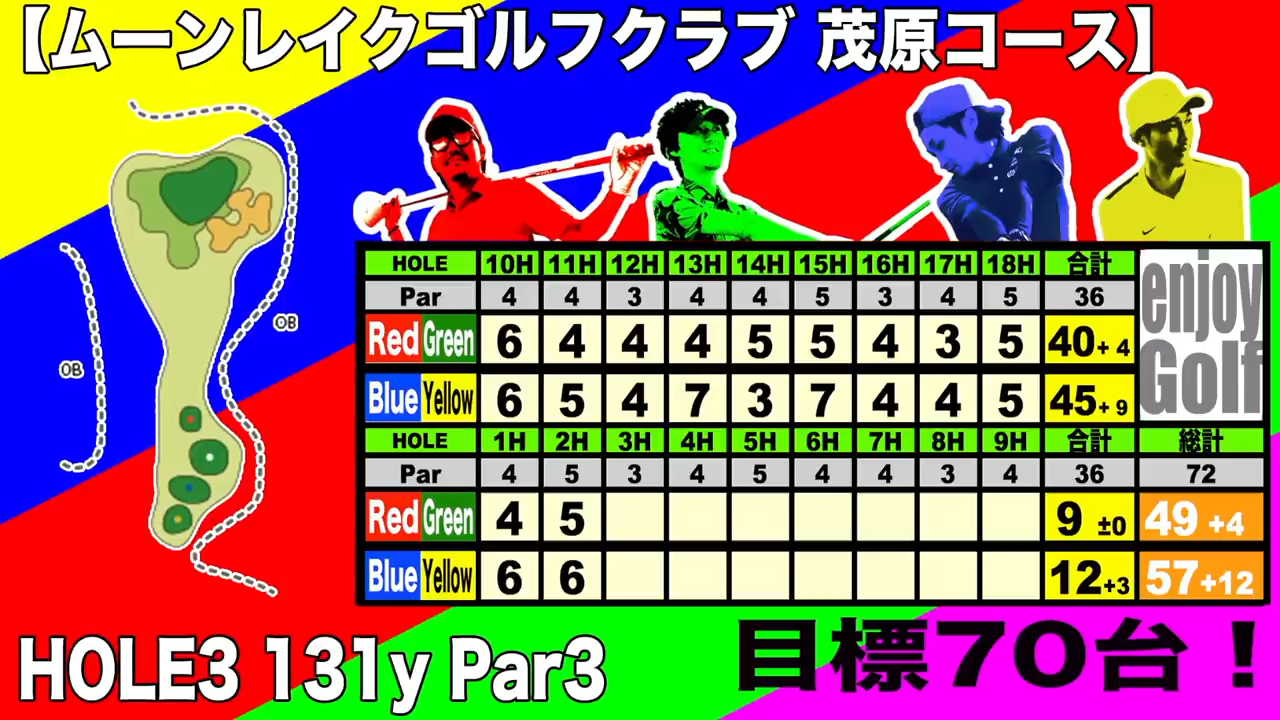 【ムーンレイクゴルフクラブ 茂原コース】
OB
OB
OB
HOLE 10H 11H 12H 13H 14H 15H 16H 17H 18H 合計
Par 4 4 3 4 4 5 3 4 5 36
Red Green 6 4 4 4 5 5 4 3 5 40+ 4
Blue Yellow 6 5 4 7 3 7 4 4 5 45+ 9
enjoy
Golf
HOLE 1H 2H 3H 4H 5H 6H 7H 8H 9H 合計 総計
Par 4 5 3 4 5 4 4 3 4 36 72
Red Green 4 5 9 ±0 49 +4
Blue Yellow 6 6 12+3 57+12
HOLE3 131y Par3
目標70台！